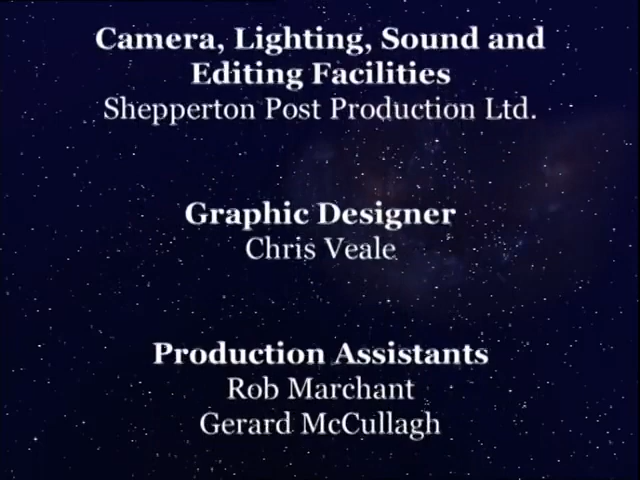 Camera, Lighting, Sound and
Editing Facilities
Shepperton Post Production Ltd.
Graphic Designer
Chris Veale
Production Assistants
Rob Marchant
Gerard McCullagh